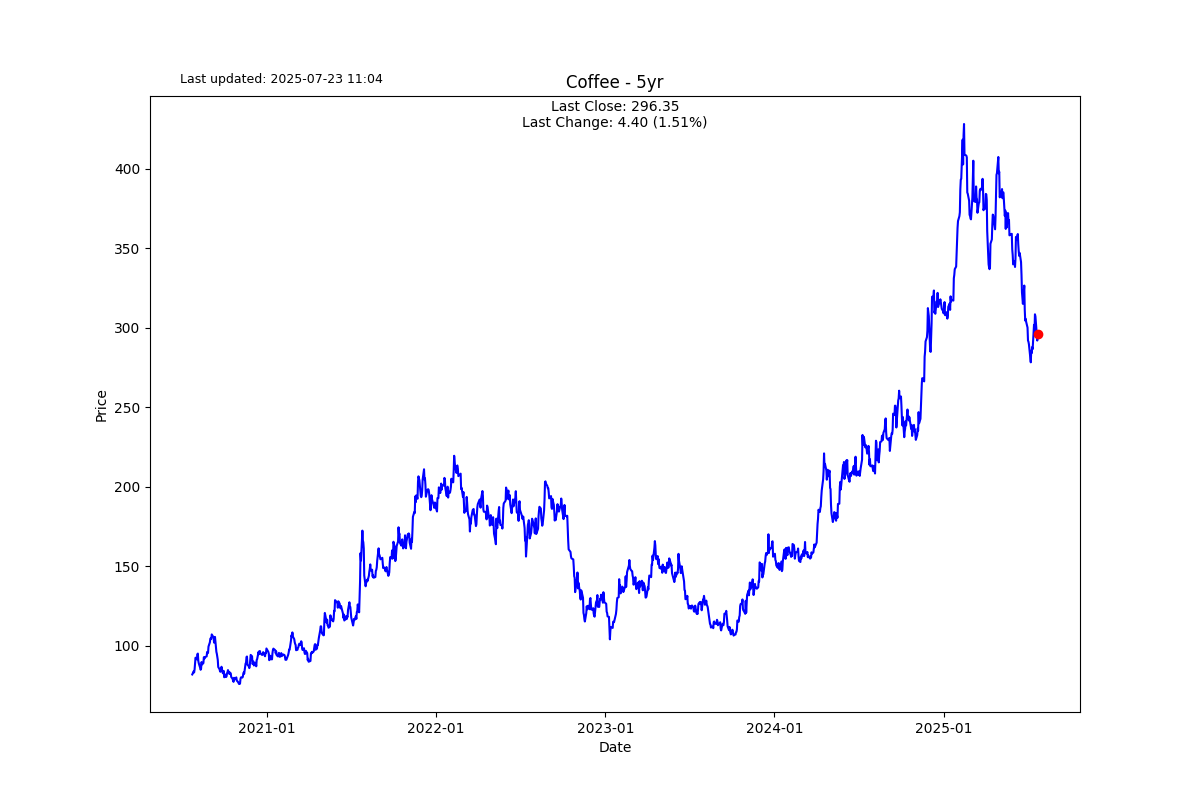 Last updated: 2025-07-23 11:04
Coffee - 5yr
Last Close: 296.35
Last Change: 4.40 (1.51%)
400
350
300
250
200
150
100
Price
2021-01
2022-01
2023-01
2024-01
2025-01
Date